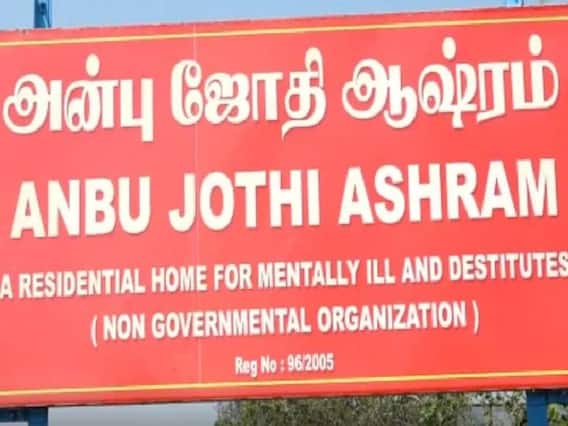 அன்பு ஜோதி ஆஷ்ரம்
ANBU JOTHI ASHRAM
A RESIDENTIAL HOME FOR MENTALLY ILL AND DESTITUTES
( NON GOVERNMENTAL ORGANIZATION )
Reg No : 96/2005